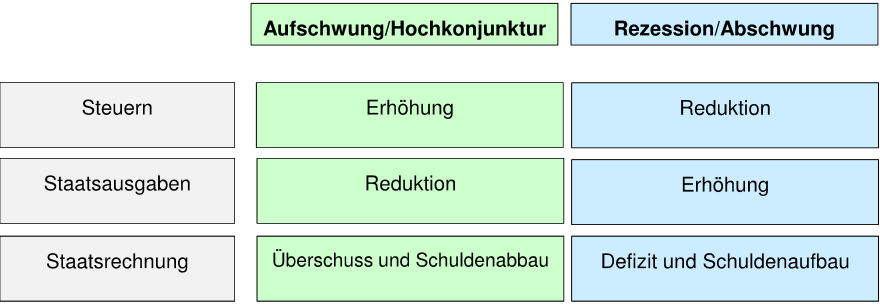 Aufschwung/Hochkonjunktur Rezession/Abschwung
Steuern Erhöhung Reduktion
Staatsausgaben Reduktion Erhöhung
Staatsrechnung Überschuss und Schuldenabbau Defizit und Schuldenaufbau